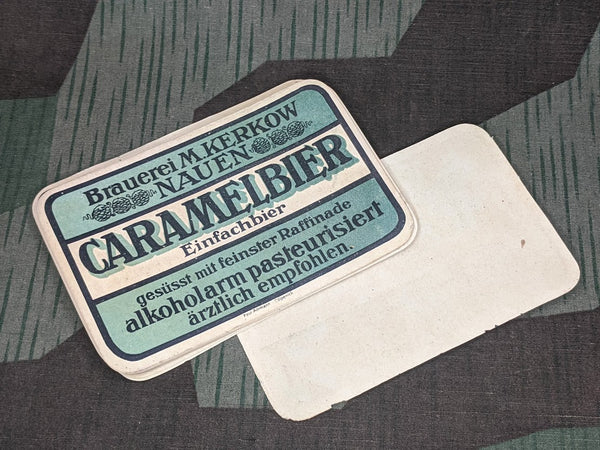 Brauerei M. KERKOW
NAUEN
CARAMELBIER
Einfachbier
gesüsst mit feinster Raffinade
alkoholarm pasteurisiert
ärztlich empfohlen.